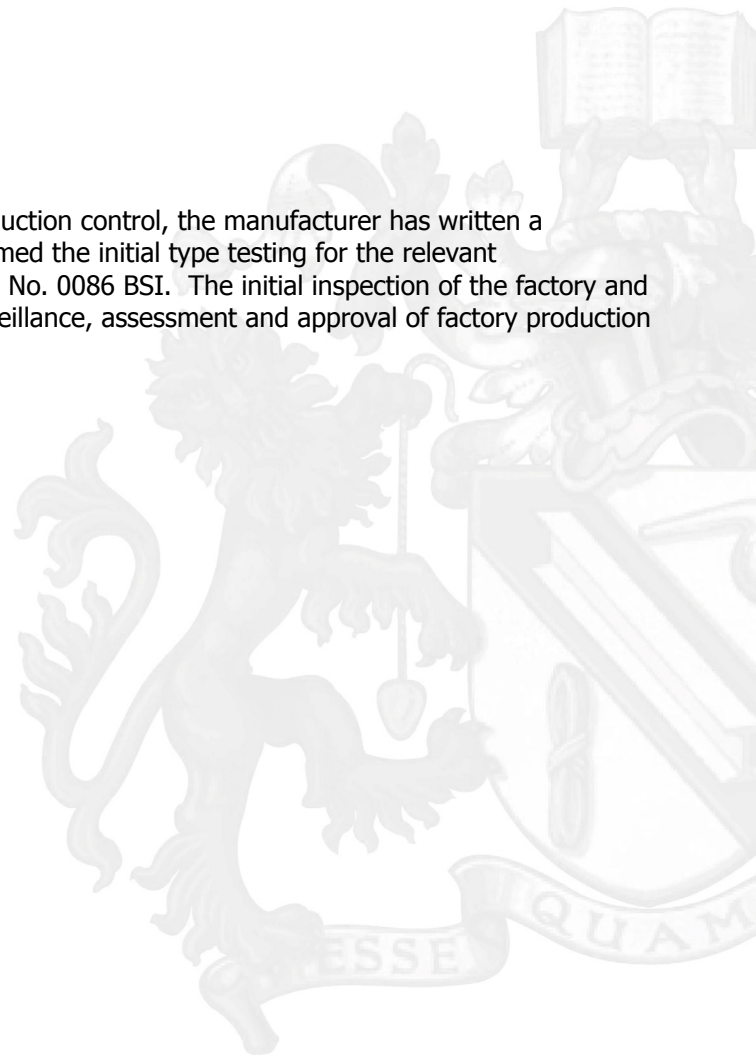 uction control, the manufacturer has written a
med the initial type testing for the relevant
No. 0086 BSI.  The initial inspection of the factory and
eillance, assessment and approval of factory production
ESSE
QUAM